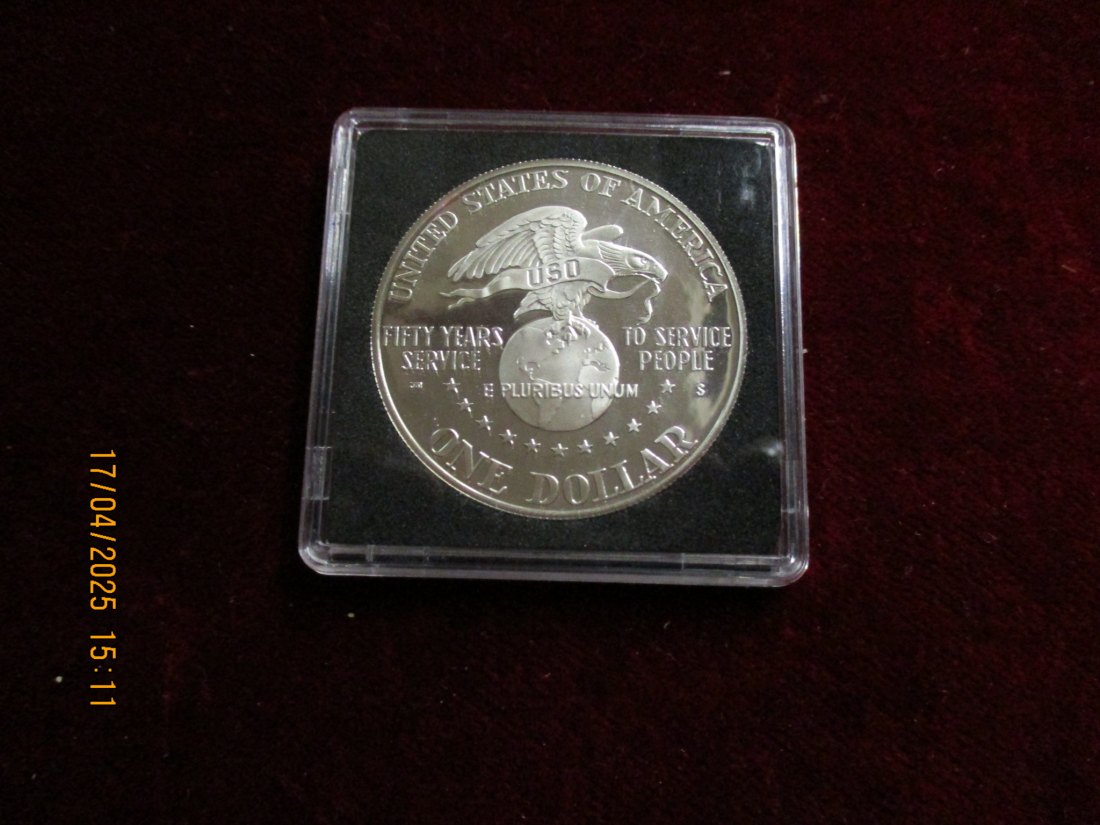 UNITED STATES OF AMERICA
USO
FIFTY YEARS TO SERVICE
SERVICE PEOPLE
E PLURIBUS UNUM S
ONE DOLLAR
17/04/2025 15:11